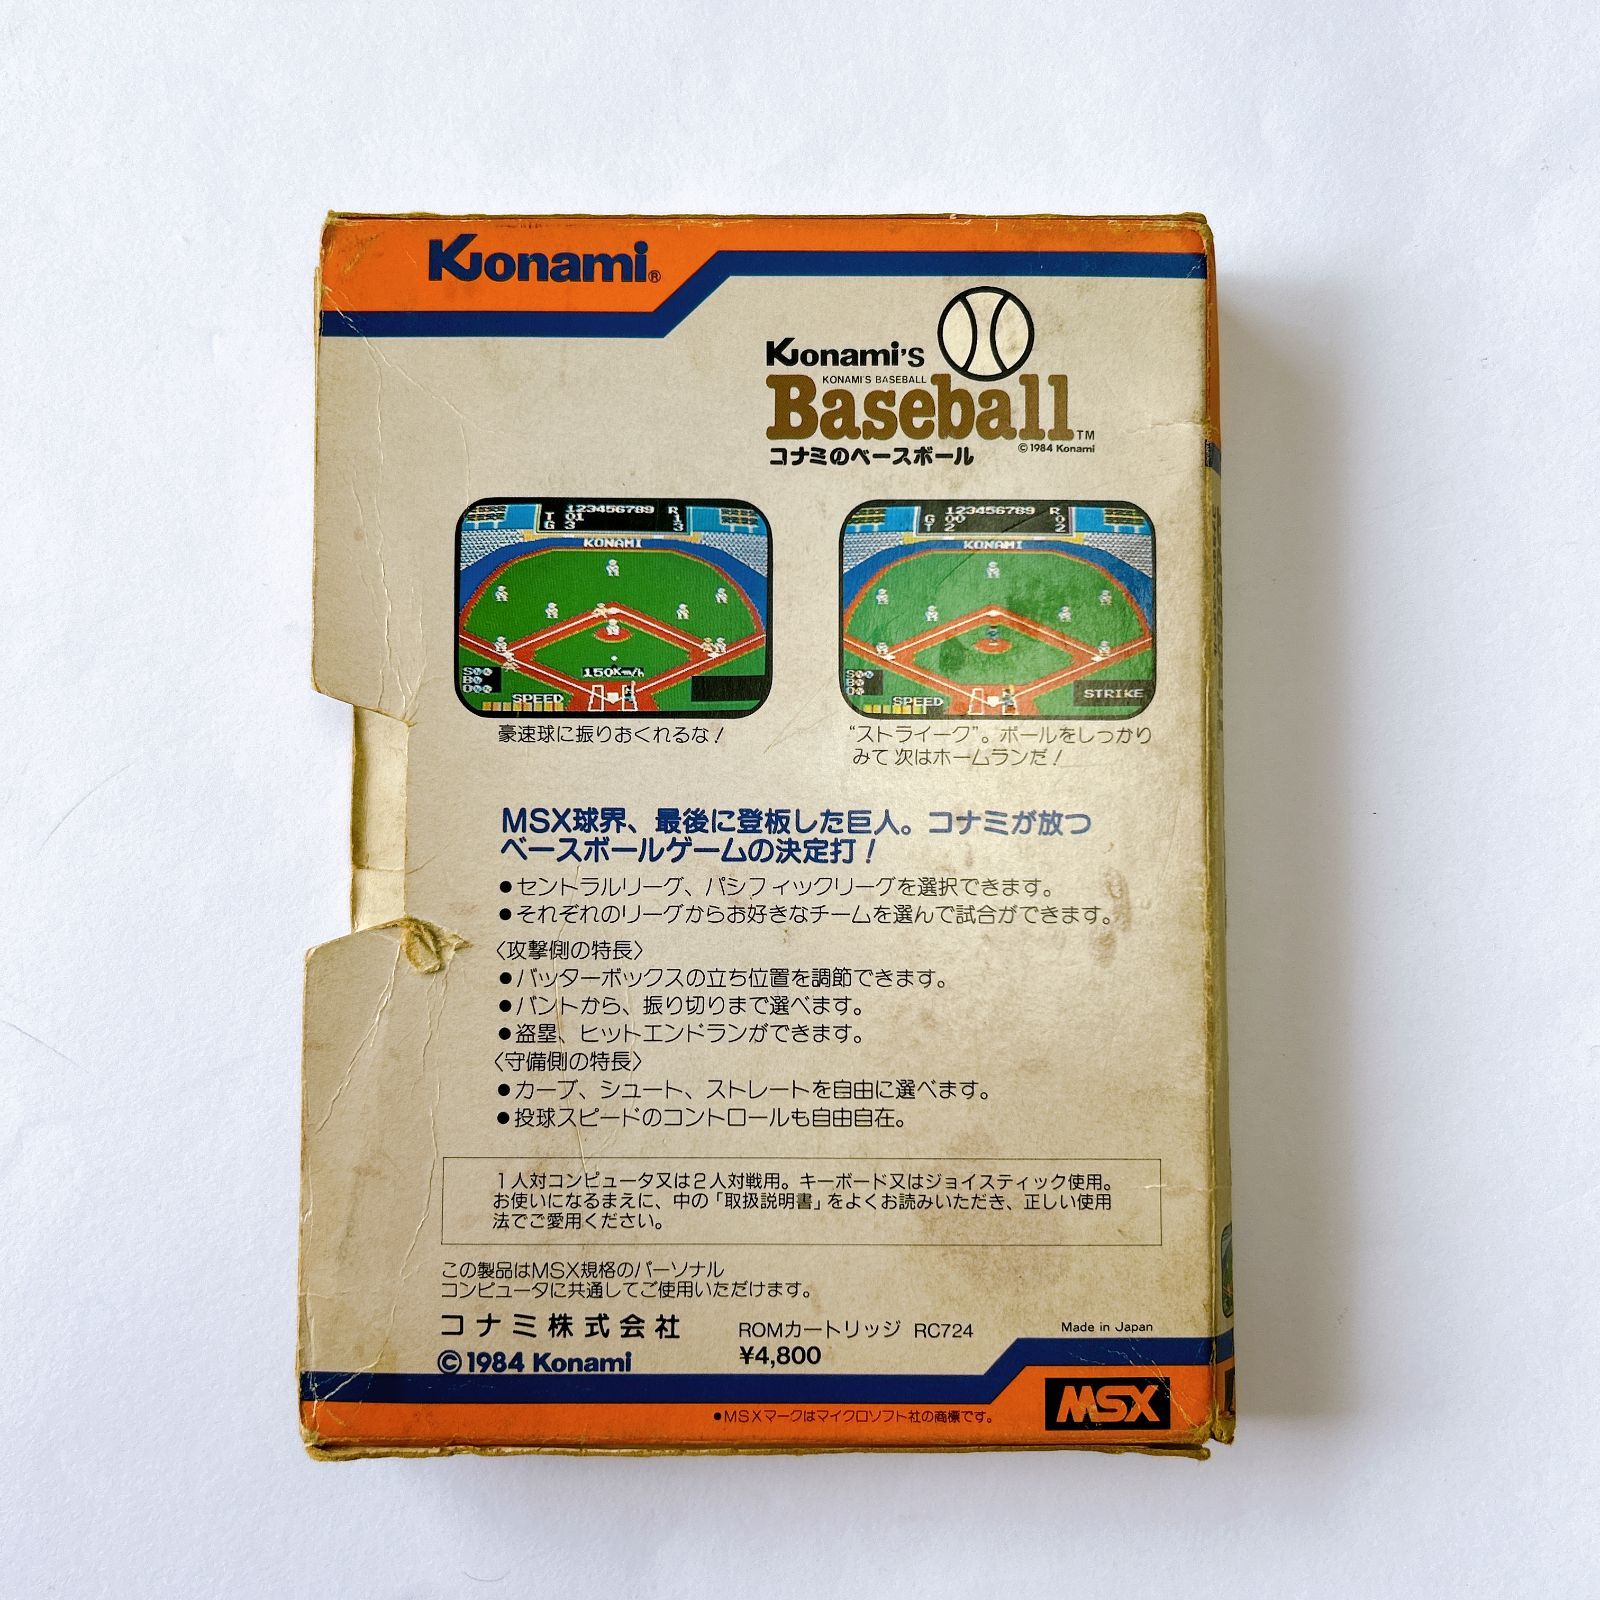 Konami®
Konami's
KONAMI'S BASEBALL
Baseball™
©1984 Konami
コナミのベースボール
123456789 R
T 01 1
G 3 3
KONAMI
150Km/h
S
B
O
SPEED
豪速球に振りおくれるな!
123456789 R
G 00 0
T 2 2
KONAMI
S
B
O
SPEED
STRIKE
“ストライーク”。ボールをしっかり
みて次はホームランだ!
MSX球界、最後に登板した巨人。コナミが放つ
ベースボールゲームの決定打!
●セントラルリーグ、パシフィックリーグを選択できます。
●それぞれのリーグからお好きなチームを選んで試合ができます。
〈攻撃側の特長〉
●バッターボックスの立ち位置を調節できます。
●バントから、振り切りまで選べます。
●盗塁、ヒットエンドランができます。
〈守備側の特長〉
●カーブ、シュート、ストレートを自由に選べます。
●投球スピードのコントロールも自由自在。
1人対コンピュータ又は2人対戦用。キーボード又はジョイスティック使用。
お使いになるまえに、中の「取扱説明書」をよくお読みいただき、正しい使用
法でご愛用ください。
この製品はMSX規格のパーソナル
コンピュータに共通してご使用いただけます。
コナミ株式会社
©1984 Konami
ROMカートリッジ RC724
¥4,800
Made in Japan
●MSXマークはマイクロソフト社の商標です。
MSX